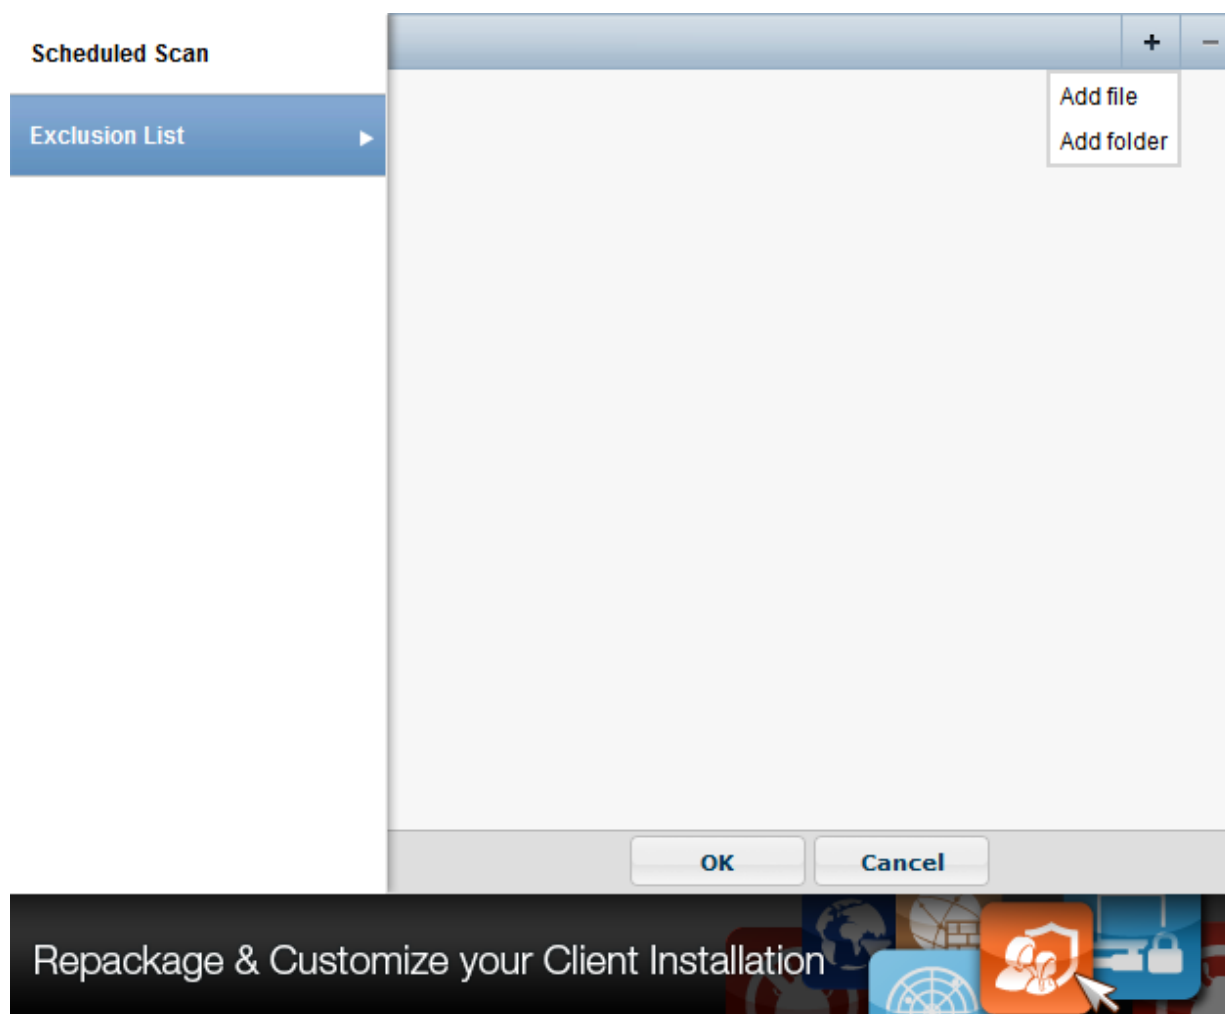 Scheduled Scan
+ −
Add file
Exclusion List
Add folder
OK Cancel
Repackage & Customize your Client Installation